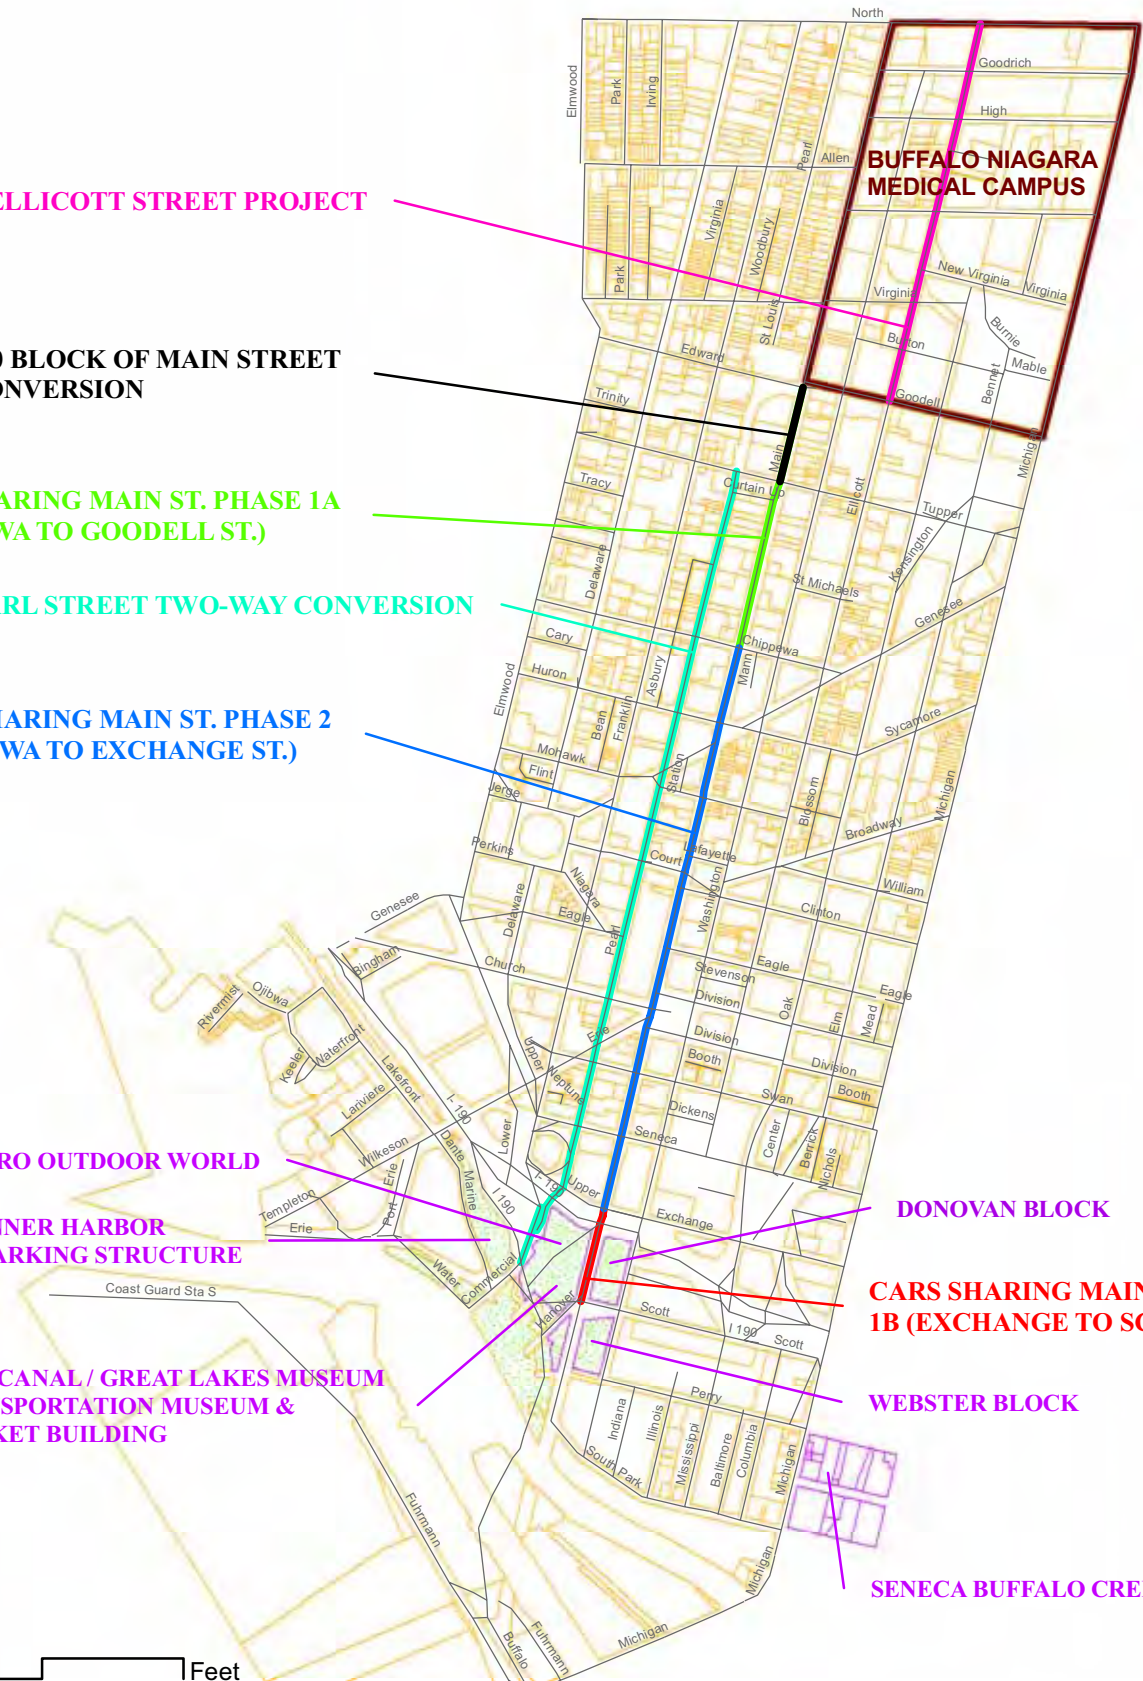 North
Goodrich
High
Elmwood
Park
Irving
Pearl
Allen
BUFFALO NIAGARA
MEDICAL CAMPUS
ELLICOTT STREET PROJECT
Virginia
Woodbury
Park
New Virginia
Virginia
Virginia
St Louis
Burnie
Burton
Mable
Bennet
Edward
0 BLOCK OF MAIN STREET
ONVERSION
Goodell
Trinity
Main
Michigan
Tracy
Curtain Up
Ellicott
Tupper
ARING MAIN ST. PHASE 1A
WA TO GOODELL ST.)
Kensington
Delaware
St Michaels
Genesee
ARL STREET TWO-WAY CONVERSION
Cary
Chippewa
Huron
Asbury
Mann
Elmwood
Bean
Franklin
HARING MAIN ST. PHASE 2
WA TO EXCHANGE ST.)
Sycamore
Mohawk
Flint
Station
Jerge
Blossom
Michigan
Broadway
Perkins
Court
Lafayette
William
Niagara
Washington
Clinton
Genesee
Delaware
Eagle
Pearl
Bingham
Church
Eagle
Stevenson
Eagle
Ojibwa
Rivermist
Division
Oak
Elm
Mead
Waterfront
Keeler
Upper
Erie
Division
Booth
Division
Lakefront
Neptune
Booth
Lariviere
I- 190
Swan
Dickens
Seneca
Center
Berrick
Nichols
Wilkeson
Dante
Lower
RO OUTDOOR WORLD
Erie
Marine
I- 190
Upper
Templeton
Port
I 190
Exchange
DONOVAN BLOCK
Erie
NNER HARBOR
ARKING STRUCTURE
Water
Commercial
Coast Guard Sta S
Hanover
CARS SHARING MAIN
1B (EXCHANGE TO SC
Scott
I 190
Scott
CANAL / GREAT LAKES MUSEUM
SPORTATION MUSEUM &
KET BUILDING
Perry
WEBSTER BLOCK
Indiana
Illinois
Mississippi
Baltimore
Columbia
Michigan
South Park
Fuhrmann
SENECA BUFFALO CRE
Michigan
Michigan
Fuhrmann
Buffalo
Feet